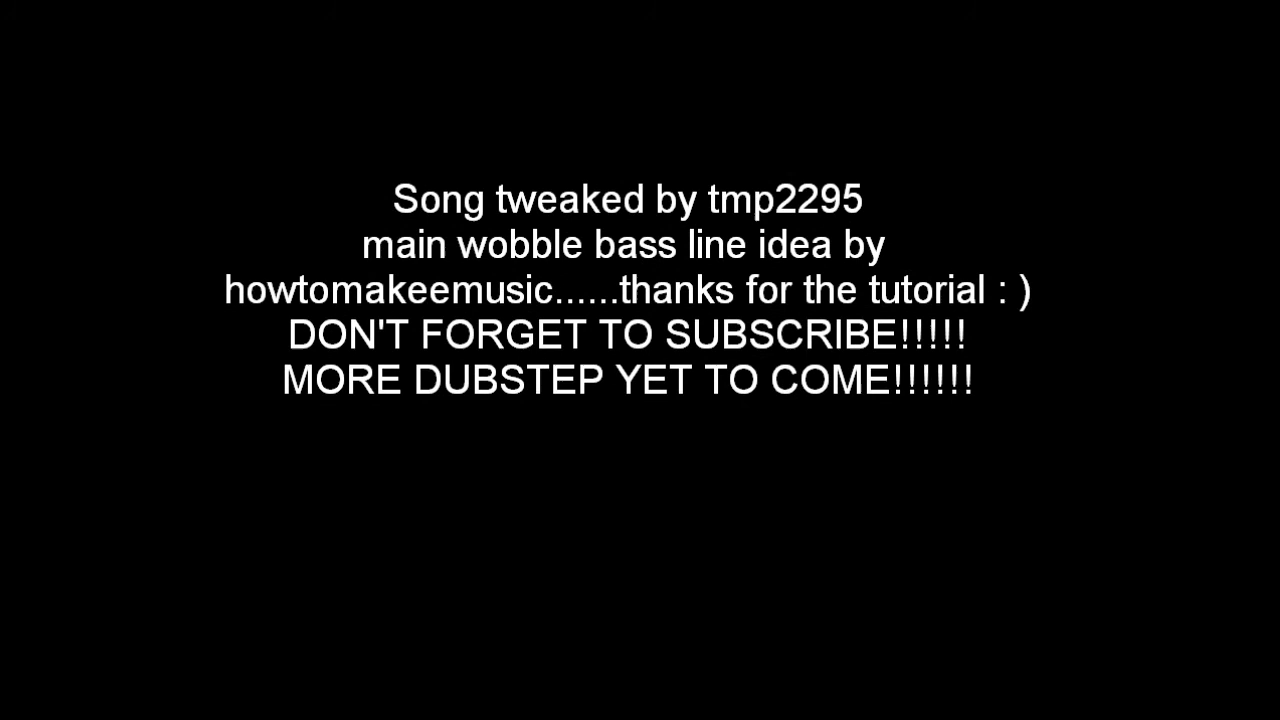 Song tweaked by tmp2295
main wobble bass line idea by
howtomakeemusic......thanks for the tutorial : )
DON'T FORGET TO SUBSCRIBE!!!!!
MORE DUBSTEP YET TO COME!!!!!!